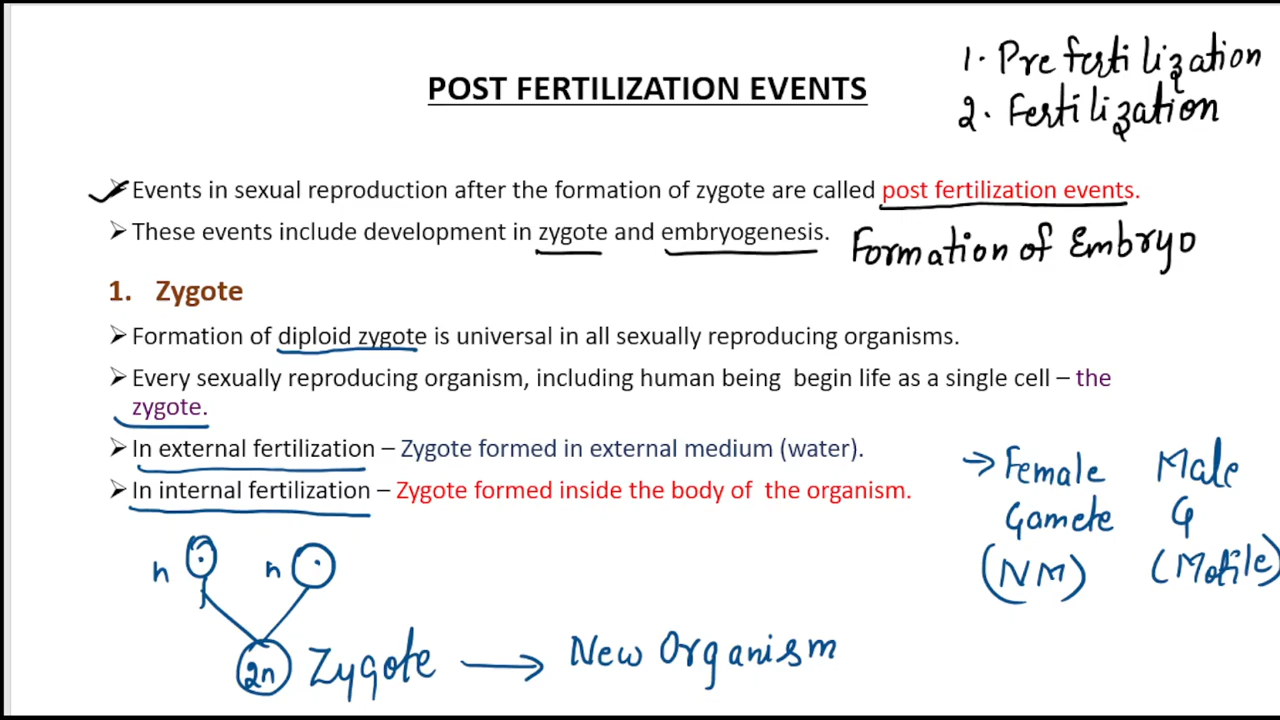 1. Pre fertilization
POST FERTILIZATION EVENTS
2. Fertilization
➢ Events in sexual reproduction after the formation of zygote are called post fertilization events.
➢ These events include development in zygote and embryogenesis.
Formation of Embryo
1. Zygote
➢ Formation of diploid zygote is universal in all sexually reproducing organisms.
➢ Every sexually reproducing organism, including human being begin life as a single cell – the
zygote.
➢ In external fertilization – Zygote formed in external medium (water).
➢ In internal fertilization – Zygote formed inside the body of the organism.
→ Female Male
Gamete G
(NM) (Motile)
n n
2n Zygote → New Organism